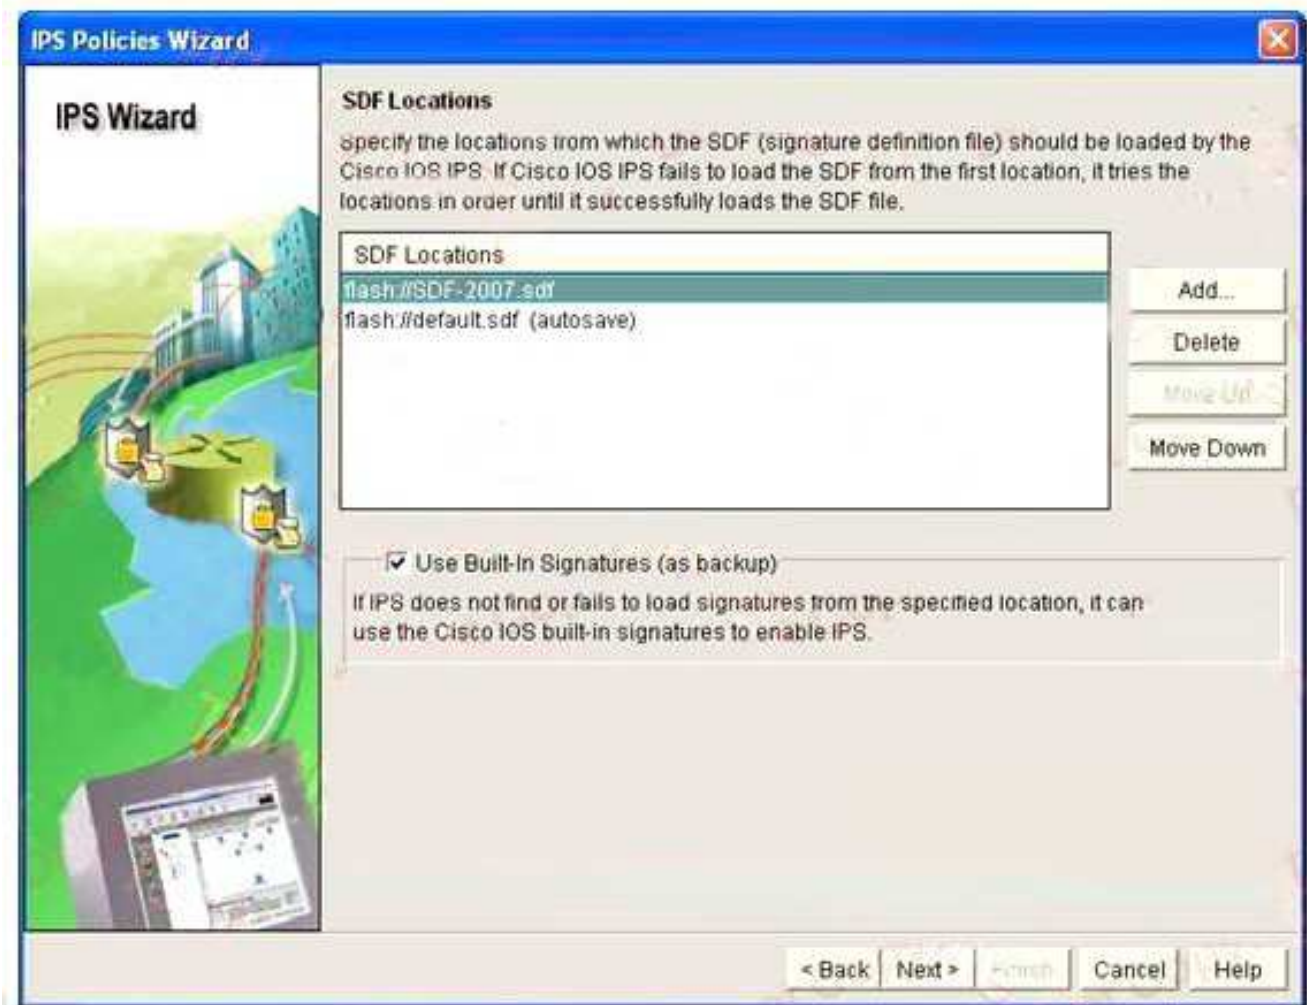 IPS Policies Wizard
IPS Wizard
SDF Locations
Specify the locations from which the SDF (signature definition file) should be loaded by the
Cisco IOS IPS. If Cisco IOS IPS fails to load the SDF from the first location, it tries the
locations in order until it successfully loads the SDF file.
SDF Locations
flash://SDF-2007.sdf
flash://default.sdf (autosave)
Add...
Delete
Move Up
Move Down
Use Built-In Signatures (as backup)
If IPS does not find or fails to load signatures from the specified location, it can
use the Cisco IOS built-in signatures to enable IPS.
< Back
Next >
Finish
Cancel
Help